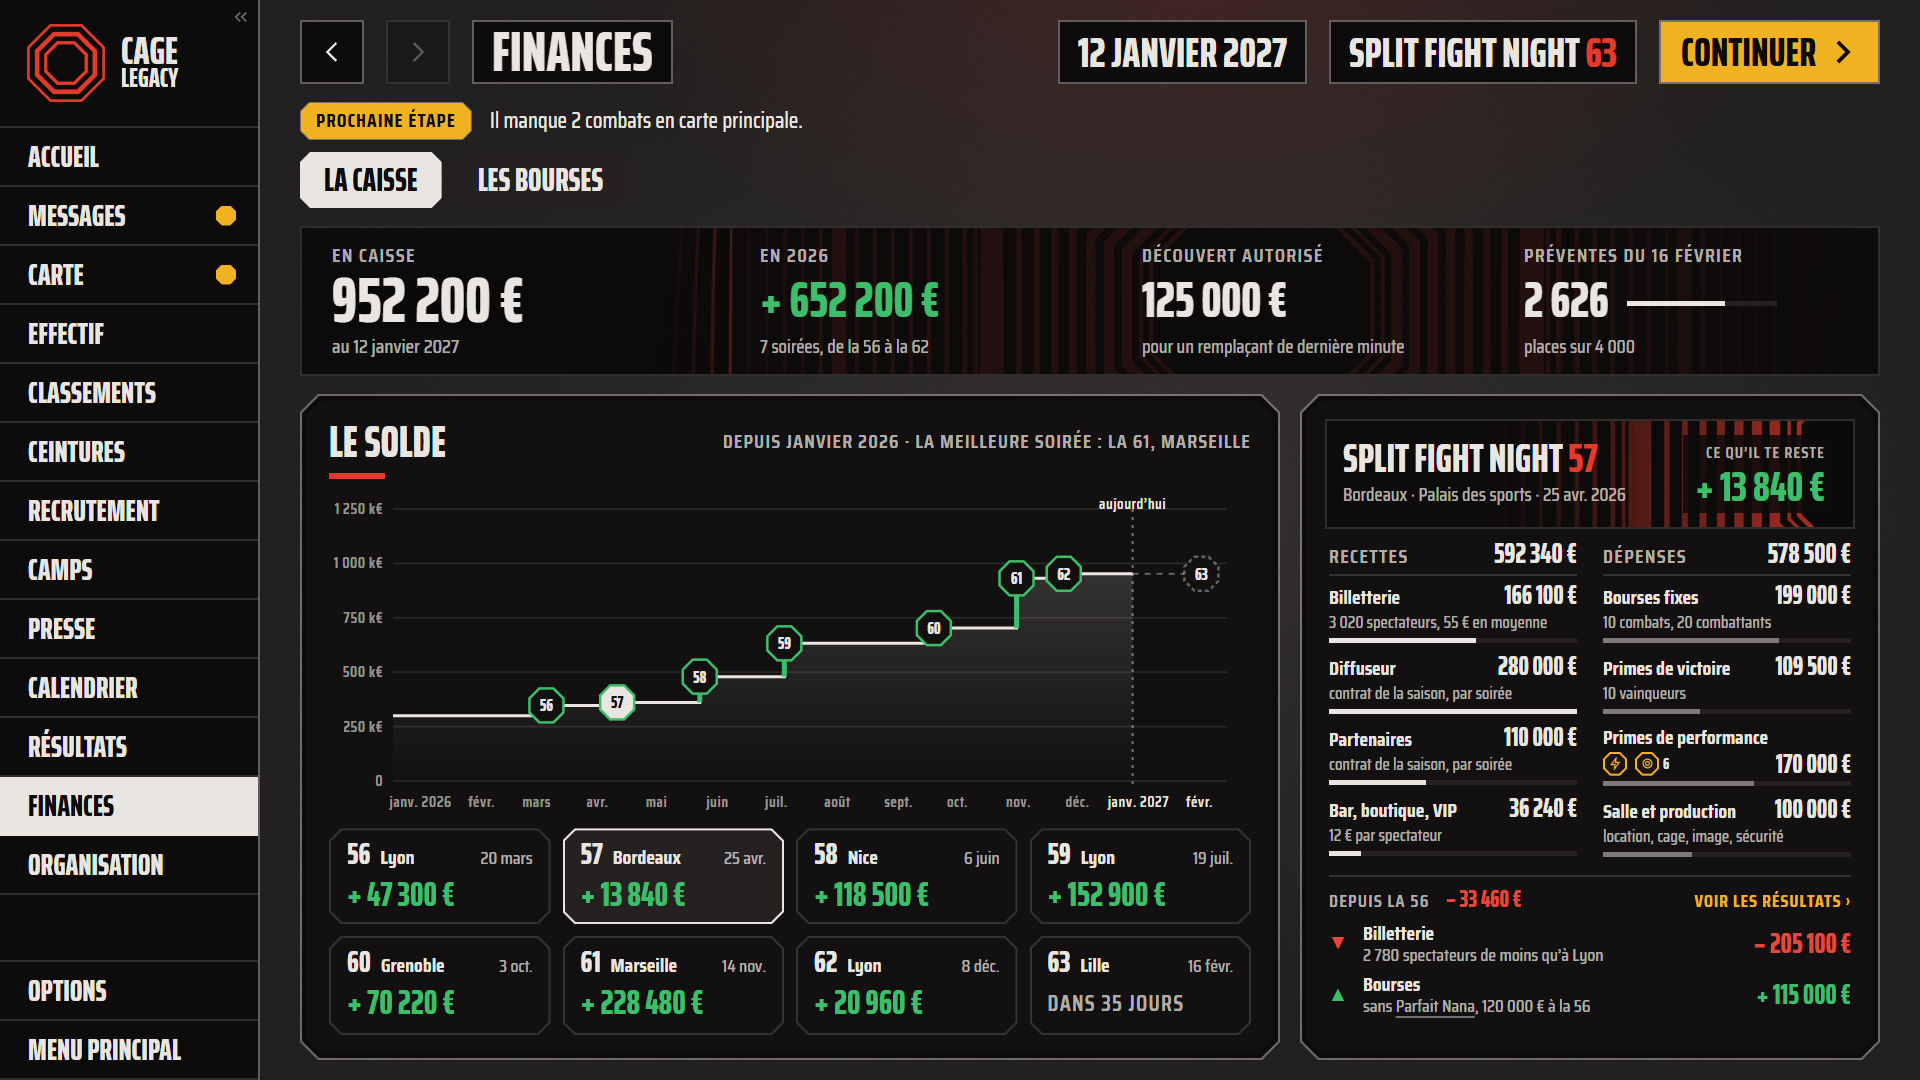 CAGE
LEGACY
«
ACCUEIL
MESSAGES
CARTE
EFFECTIF
CLASSEMENTS
CEINTURES
RECRUTEMENT
CAMPS
PRESSE
CALENDRIER
RÉSULTATS
FINANCES
ORGANISATION
OPTIONS
MENU PRINCIPAL
FINANCES
12 JANVIER 2027
SPLIT FIGHT NIGHT 63
CONTINUER
PROCHAINE ÉTAPE
Il manque 2 combats en carte principale.
LA CAISSE
LES BOURSES
EN CAISSE
952 200 €
au 12 janvier 2027
EN 2026
+ 652 200 €
7 soirées, de la 56 à la 62
DÉCOUVERT AUTORISÉ
125 000 €
pour un remplaçant de dernière minute
PRÉVENTES DU 16 FÉVRIER
2 626
places sur 4 000
LE SOLDE
DEPUIS JANVIER 2026 · LA MEILLEURE SOIRÉE : LA 61, MARSEILLE
aujourd'hui
1 250 k€
1 000 k€
750 k€
500 k€
250 k€
0
56
57
58
59
60
61
62
63
janv. 2026 févr. mars avr. mai juin juil. août sept. oct. nov. déc. janv. 2027 févr.
56 Lyon 20 mars
+ 47 300 €
57 Bordeaux 25 avr.
+ 13 840 €
58 Nice 6 juin
+ 118 500 €
59 Lyon 19 juil.
+ 152 900 €
60 Grenoble 3 oct.
+ 70 220 €
61 Marseille 14 nov.
+ 228 480 €
62 Lyon 8 déc.
+ 20 960 €
63 Lille 16 févr.
DANS 35 JOURS
SPLIT FIGHT NIGHT 57
Bordeaux · Palais des sports · 25 avr. 2026
CE QU'IL TE RESTE
+ 13 840 €
RECETTES 592 340 €
Billetterie 166 100 €
3 020 spectateurs, 55 € en moyenne
Diffuseur 280 000 €
contrat de la saison, par soirée
Partenaires 110 000 €
contrat de la saison, par soirée
Bar, boutique, VIP 36 240 €
12 € par spectateur
DÉPENSES 578 500 €
Bourses fixes 199 000 €
10 combats, 20 combattants
Primes de victoire 109 500 €
10 vainqueurs
Primes de performance
6 170 000 €
Salle et production 100 000 €
location, cage, image, sécurité
DEPUIS LA 56 − 33 460 €
VOIR LES RÉSULTATS ›
▼ Billetterie − 205 100 €
2 780 spectateurs de moins qu'à Lyon
▲ Bourses + 115 000 €
sans Parfait Nana, 120 000 € à la 56